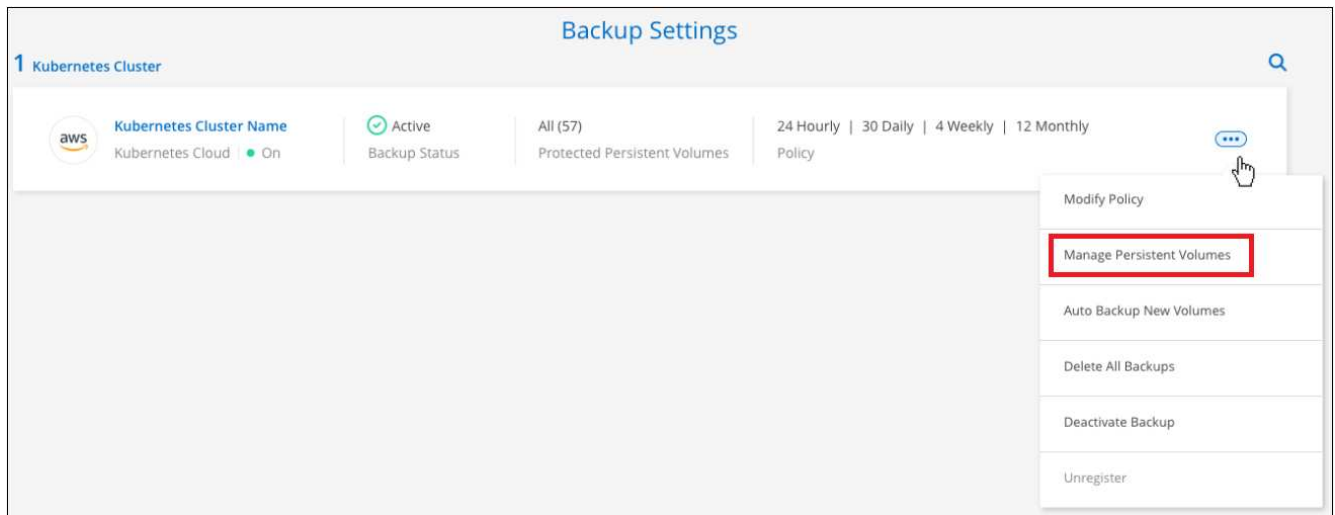 Backup Settings
1 Kubernetes Cluster
aws
Kubernetes Cluster Name
Kubernetes Cloud
On
Active
Backup Status
All (57)
Protected Persistent Volumes
24 Hourly | 30 Daily | 4 Weekly | 12 Monthly
Policy
Modify Policy
Manage Persistent Volumes
Auto Backup New Volumes
Delete All Backups
Deactivate Backup
Unregister